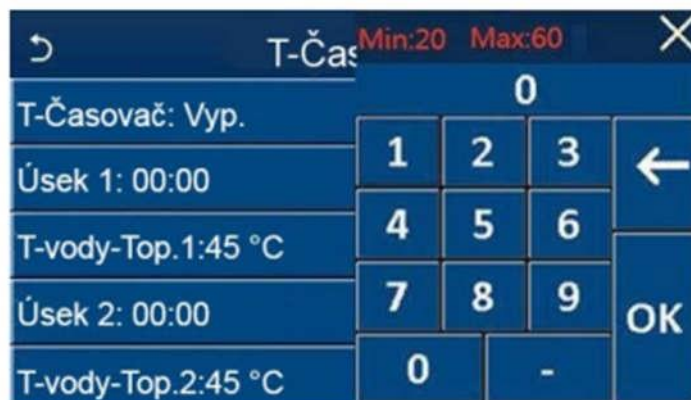 T-Čas
T-Časovač: Vyp.
Úsek 1: 00:00
T-vody-Top.1:45 °C
Úsek 2: 00:00
T-vody-Top.2:45 °C
Min:20 Max:60
0
1 2 3
4 5 6
7 8 9
OK
0 -